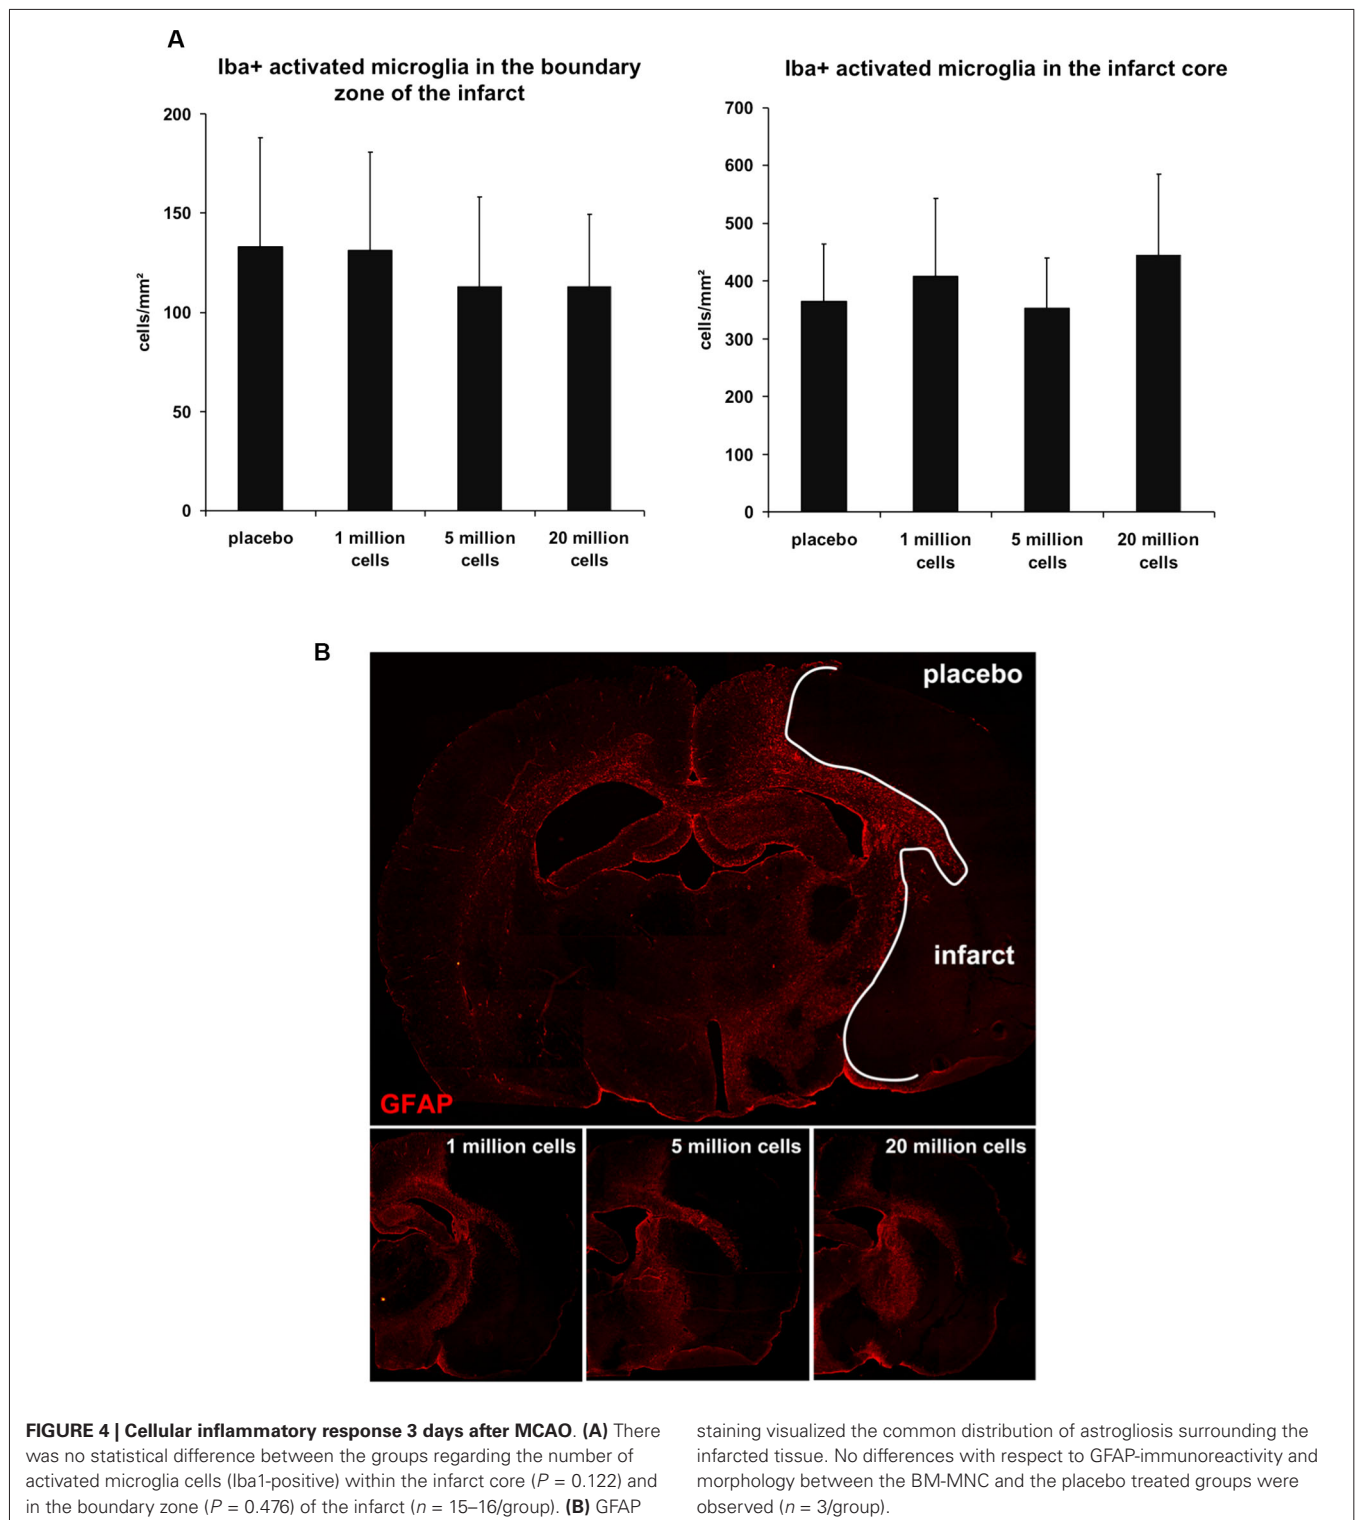 A
Iba+ activated microglia in the boundary
zone of the infarct
200
150
100
50
0
cells/mm²
placebo
1 million
cells
5 million
cells
20 million
cells
Iba+ activated microglia in the infarct core
700
600
500
400
300
200
100
0
cells/mm²
placebo
1 million
cells
5 million
cells
20 million
cells
B
placebo
infarct
GFAP
1 million cells
5 million cells
20 million cells
FIGURE 4 | Cellular inflammatory response 3 days after MCAO. (A) There
was no statistical difference between the groups regarding the number of
activated microglia cells (Iba1-positive) within the infarct core (P = 0.122) and
in the boundary zone (P = 0.476) of the infarct (n = 15–16/group). (B) GFAP
staining visualized the common distribution of astrogliosis surrounding the
infarcted tissue. No differences with respect to GFAP-immunoreactivity and
morphology between the BM-MNC and the placebo treated groups were
observed (n = 3/group).